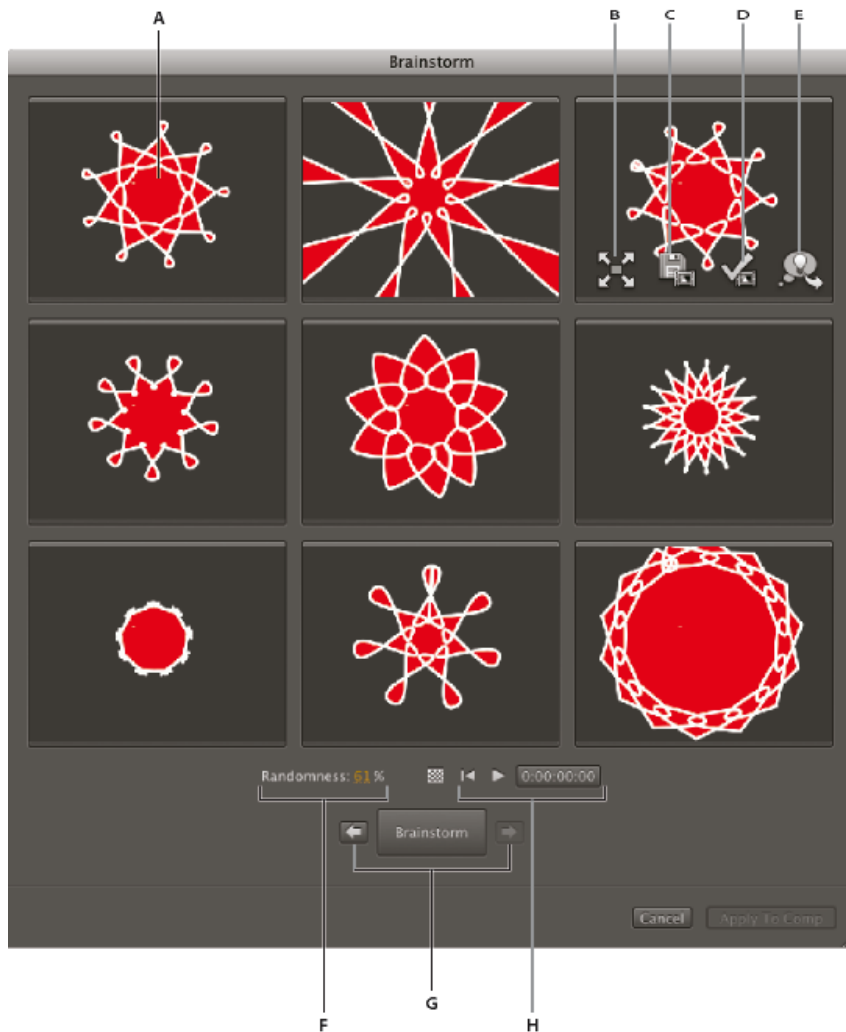 A
B
C
D
E
Brainstorm
Randomness: 61 %
0:00:00:00
Brainstorm
Cancel
Apply To Comp
G
F
H